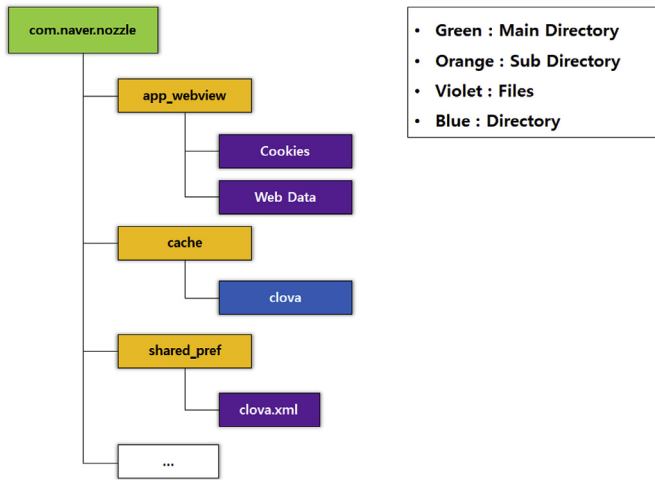 com.naver.nozzle
• Green : Main Directory
• Orange : Sub Directory
• Violet : Files
• Blue : Directory
app_webview
Cookies
Web Data
cache
clova
shared_pref
clova.xml
...